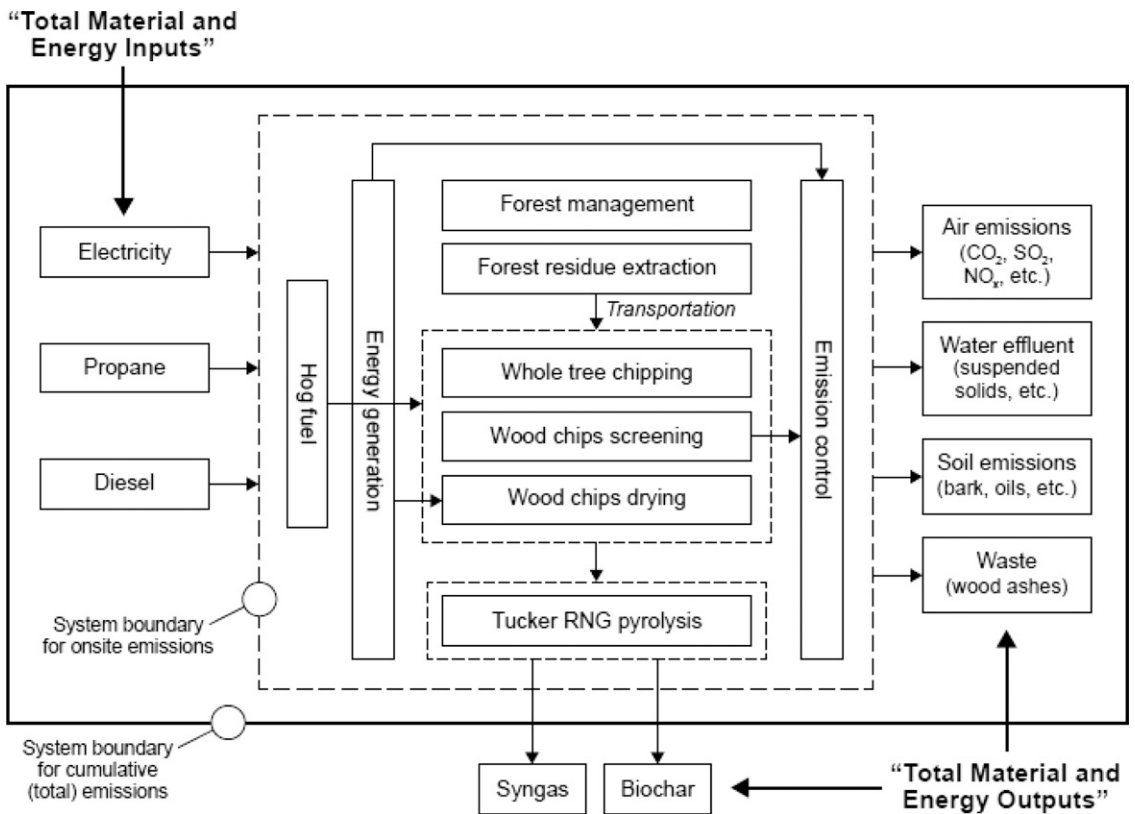 “Total Material and
Energy Inputs”
Electricity
Propane
Diesel
Hog fuel
Energy generation
Forest management
Forest residue extraction
Transportation
Whole tree chipping
Wood chips screening
Wood chips drying
Tucker RNG pyrolysis
Emission control
Air emissions
(CO₂, SO₂,
NOₓ, etc.)
Water effluent
(suspended
solids, etc.)
Soil emissions
(bark, oils, etc.)
Waste
(wood ashes)
System boundary
for onsite emissions
System boundary
for cumulative
(total) emissions
Syngas
Biochar
“Total Material and
Energy Outputs”